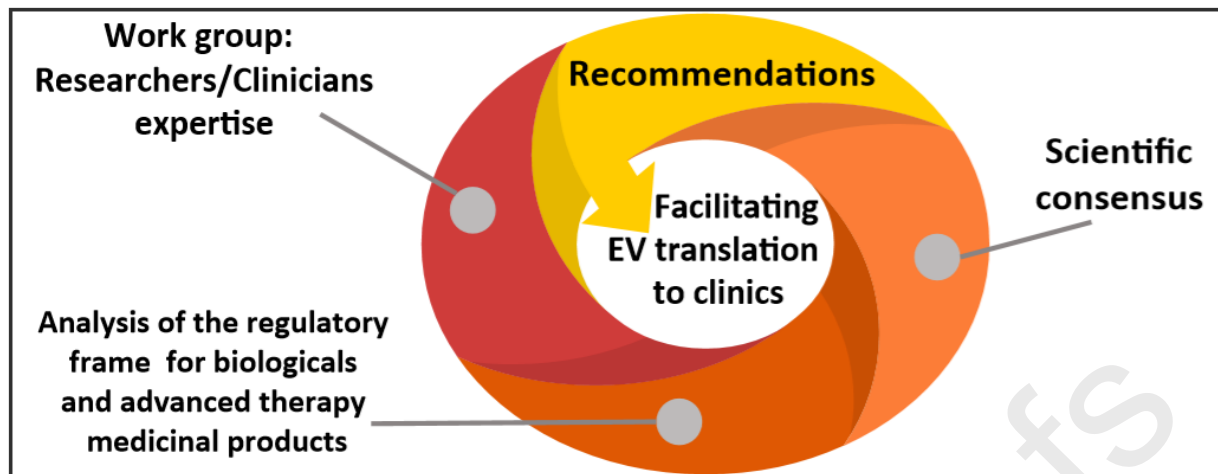 Work group:
Researchers/Clinicians
expertise
Recommendations
Scientific
consensus
Facilitating
EV translation
to clinics
Analysis of the regulatory
frame for biologicals
and advanced therapy
medicinal products
fs